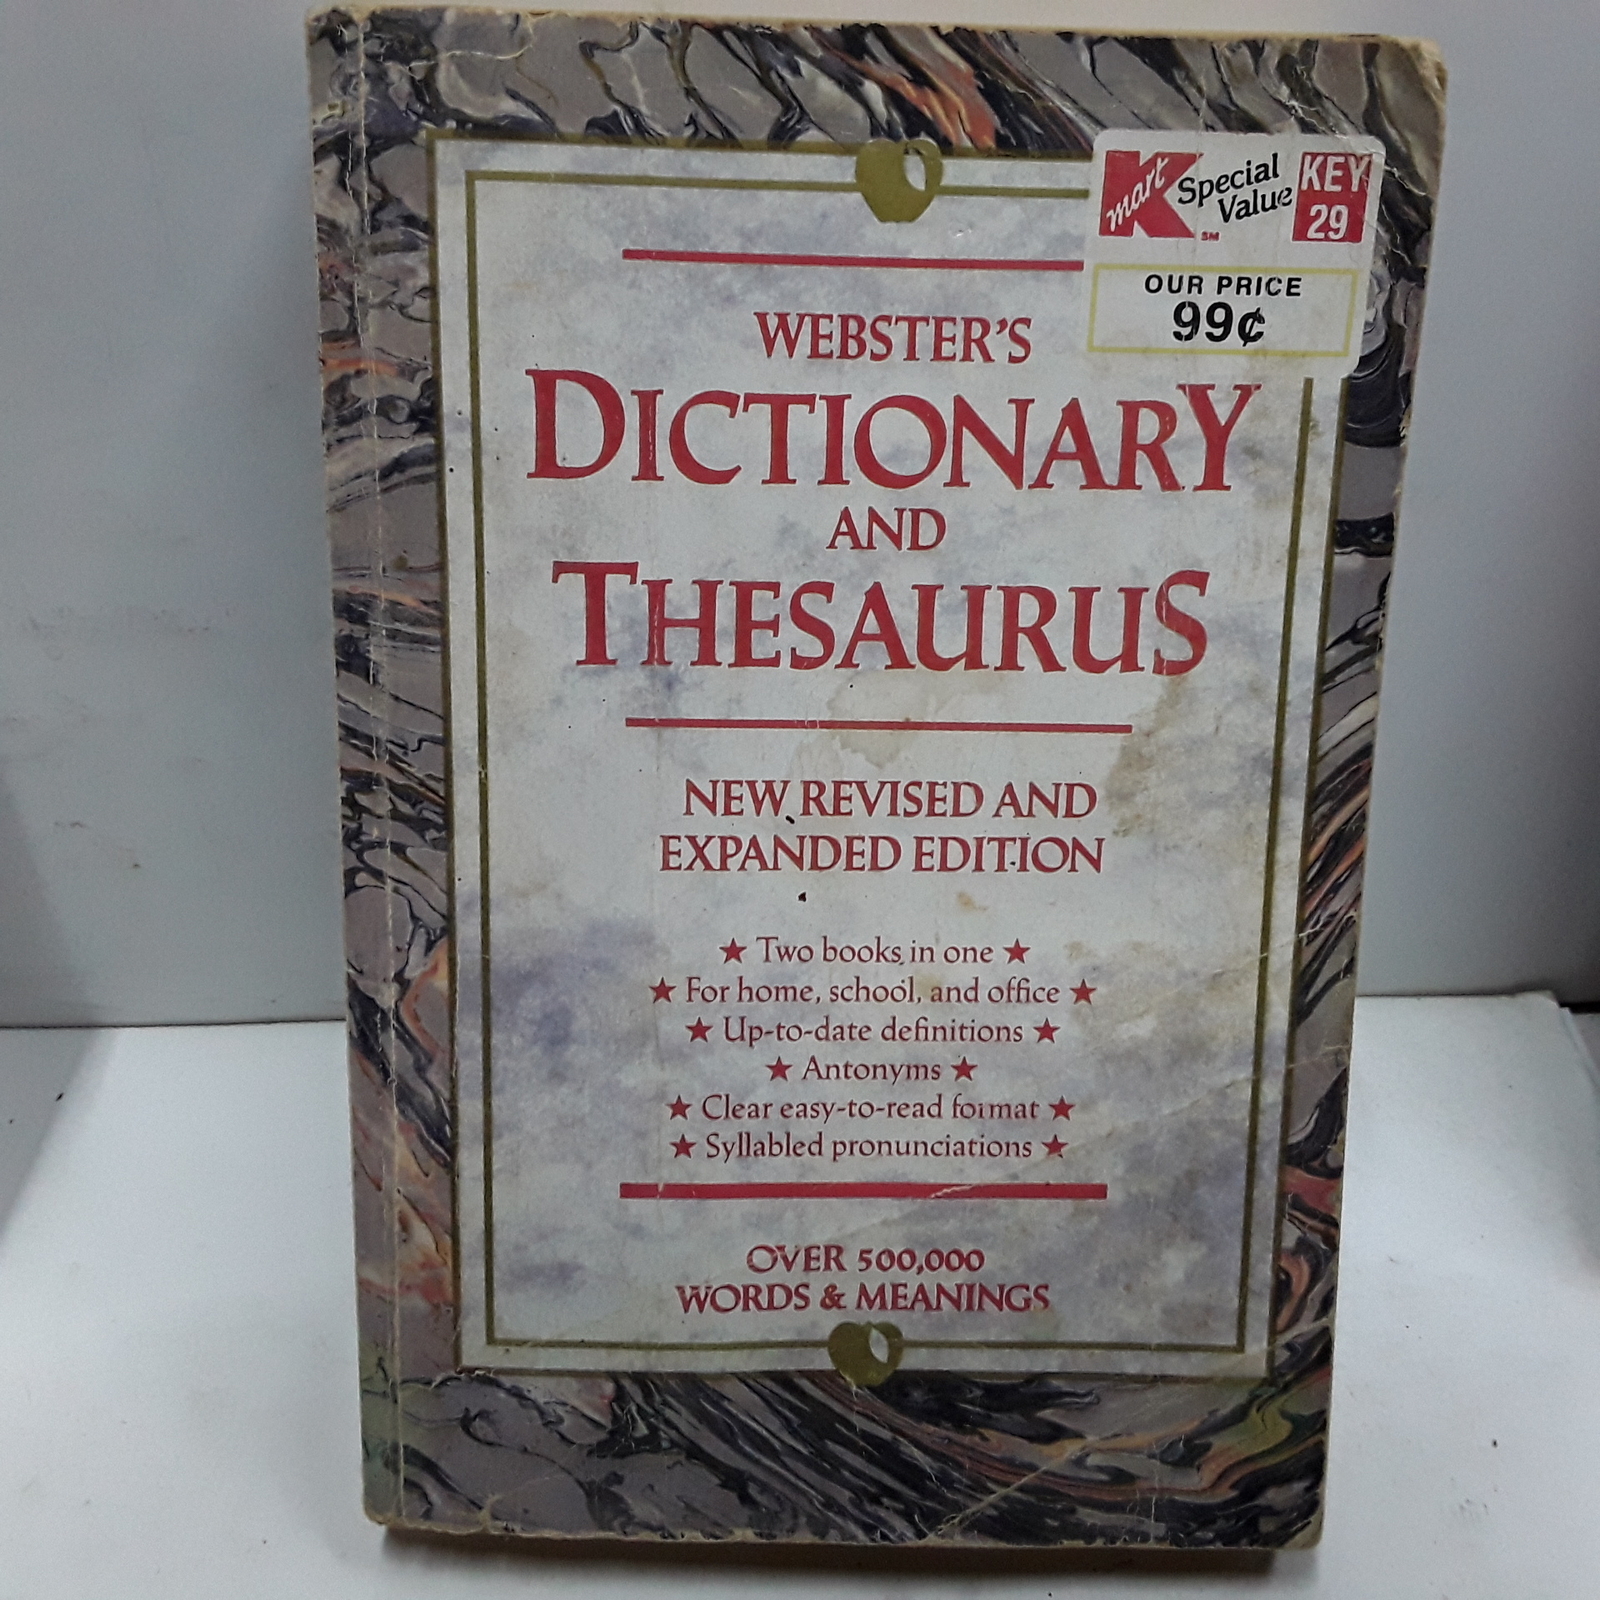 Kmart Special Value KEY 29
SM
OUR PRICE
99¢
WEBSTER'S
DICTIONARY
AND
THESAURUS
NEW REVISED AND
EXPANDED EDITION
★ Two books in one ★
★ For home, school, and office ★
★ Up-to-date definitions ★
★ Antonyms ★
★ Clear easy-to-read format ★
★ Syllabled pronunciations ★
OVER 500,000
WORDS & MEANINGS